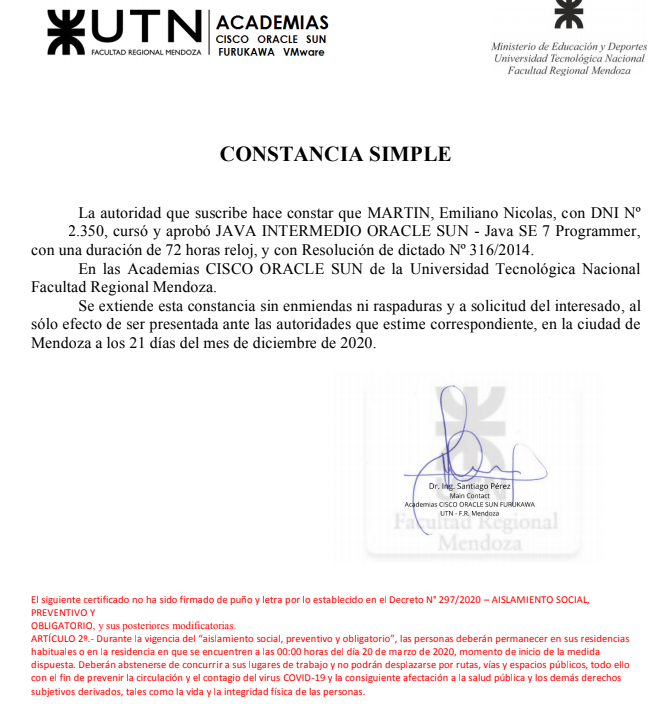 UTN
FACULTAD REGIONAL MENDOZA
ACADEMIAS
CISCO ORACLE SUN
FURUKAWA VMware
Ministerio de Educación y Deportes
Universidad Tecnológica Nacional
Facultad Regional Mendoza
CONSTANCIA SIMPLE
La autoridad que suscribe hace constar que MARTIN, Emiliano Nicolas, con DNI Nº
2.350, cursó y aprobó JAVA INTERMEDIO ORACLE SUN - Java SE 7 Programmer,
con una duración de 72 horas reloj, y con Resolución de dictado Nº 316/2014.
En las Academias CISCO ORACLE SUN de la Universidad Tecnológica Nacional
Facultad Regional Mendoza.
Se extiende esta constancia sin enmiendas ni raspaduras y a solicitud del interesado, al
sólo efecto de ser presentada ante las autoridades que estime correspondiente, en la ciudad de
Mendoza a los 21 días del mes de diciembre de 2020.
UTN
Dr. Ing. Santiago Pérez
Main Contact
Academias CISCO ORACLE SUN FURUKAWA
UTN - F.R. Mendoza
Facultad Regional
Mendoza
El siguiente certificado no ha sido firmado de puño y letra por lo establecido en el Decreto N° 297/2020 – AISLAMIENTO SOCIAL,
PREVENTIVO Y
OBLIGATORIO, y sus posteriores modificatorias.
ARTÍCULO 2º.- Durante la vigencia del "aislamiento social, preventivo y obligatorio", las personas deberán permanecer en sus residencias
habituales o en la residencia en que se encuentren a las 00:00 horas del día 20 de marzo de 2020, momento de inicio de la medida
dispuesta. Deberán abstenerse de concurrir a sus lugares de trabajo y no podrán desplazarse por rutas, vías y espacios públicos, todo ello
con el fin de prevenir la circulación y el contagio del virus COVID-19 y la consiguiente afectación a la salud pública y los demás derechos
subjetivos derivados, tales como la vida y la integridad física de las personas.